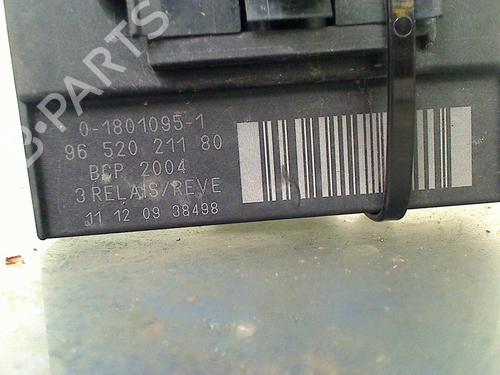 B-PARTS
0-1801095-1
96 520 211 80
BCP 2004
3 RELAIS/REVE
11 12 09 38498